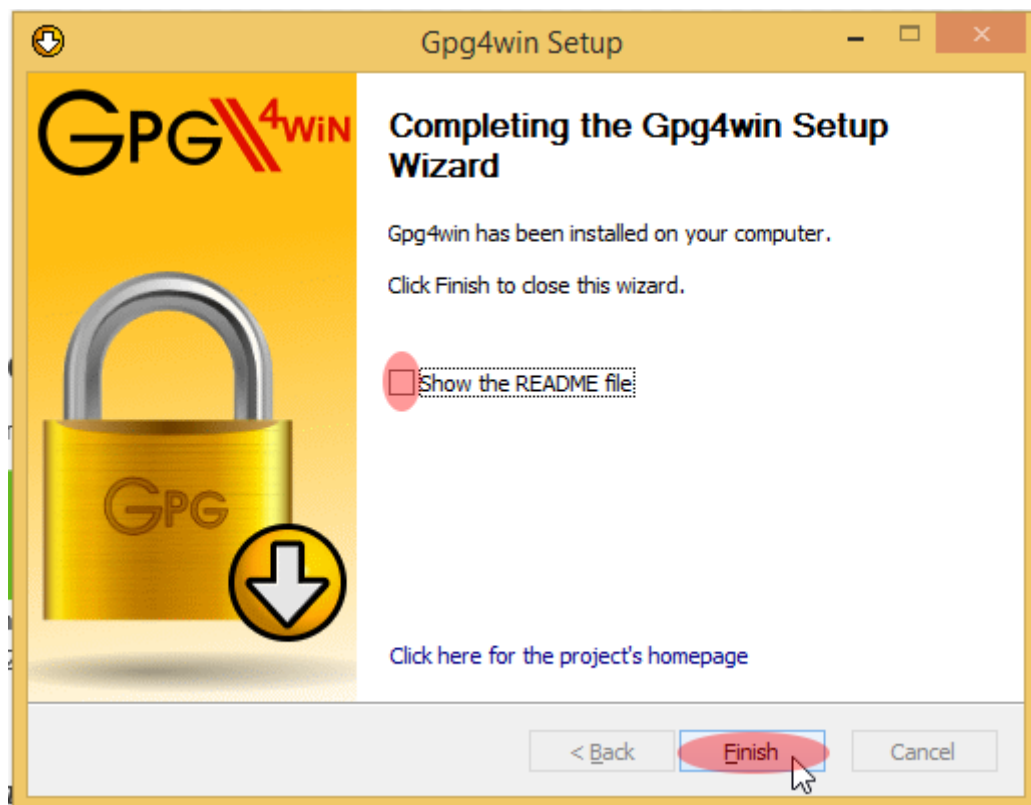 Gpg4win Setup
GPG4WiN
Completing the Gpg4win Setup
Wizard
Gpg4win has been installed on your computer.
Click Finish to close this wizard.
Show the README file
GPG
Click here for the project's homepage
< Back Finish Cancel